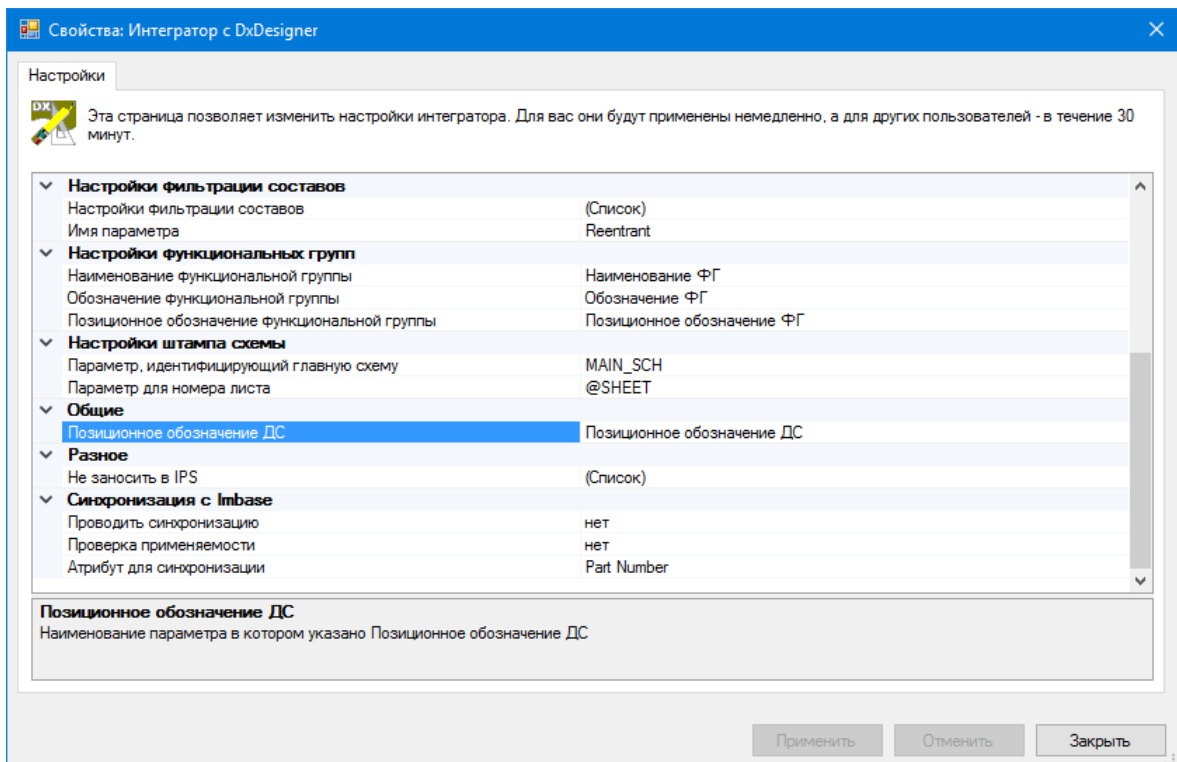 Свойства: Интегратор с DxDesigner
Настройки
DX
Эта страница позволяет изменить настройки интегратора. Для вас они будут применены немедленно, а для других пользователей - в течение 30
минут.
Настройки фильтрации составов
Настройки фильтрации составов (Список)
Имя параметра Reentrant
Настройки функциональных групп
Наименование функциональной группы Наименование ФГ
Обозначение функциональной группы Обозначение ФГ
Позиционное обозначение функциональной группы Позиционное обозначение ФГ
Настройки штампа схемы
Параметр, идентифицирующий главную схему MAIN_SCH
Параметр для номера листа @SHEET
Общие
Позиционное обозначение ДС Позиционное обозначение ДС
Разное
Не заносить в IPS (Список)
Синхронизация с Imbase
Проводить синхронизацию нет
Проверка применяемости нет
Атрибут для синхронизации Part Number
Позиционное обозначение ДС
Наименование параметра в котором указано Позиционное обозначение ДС
Применить Отменить Закрыть